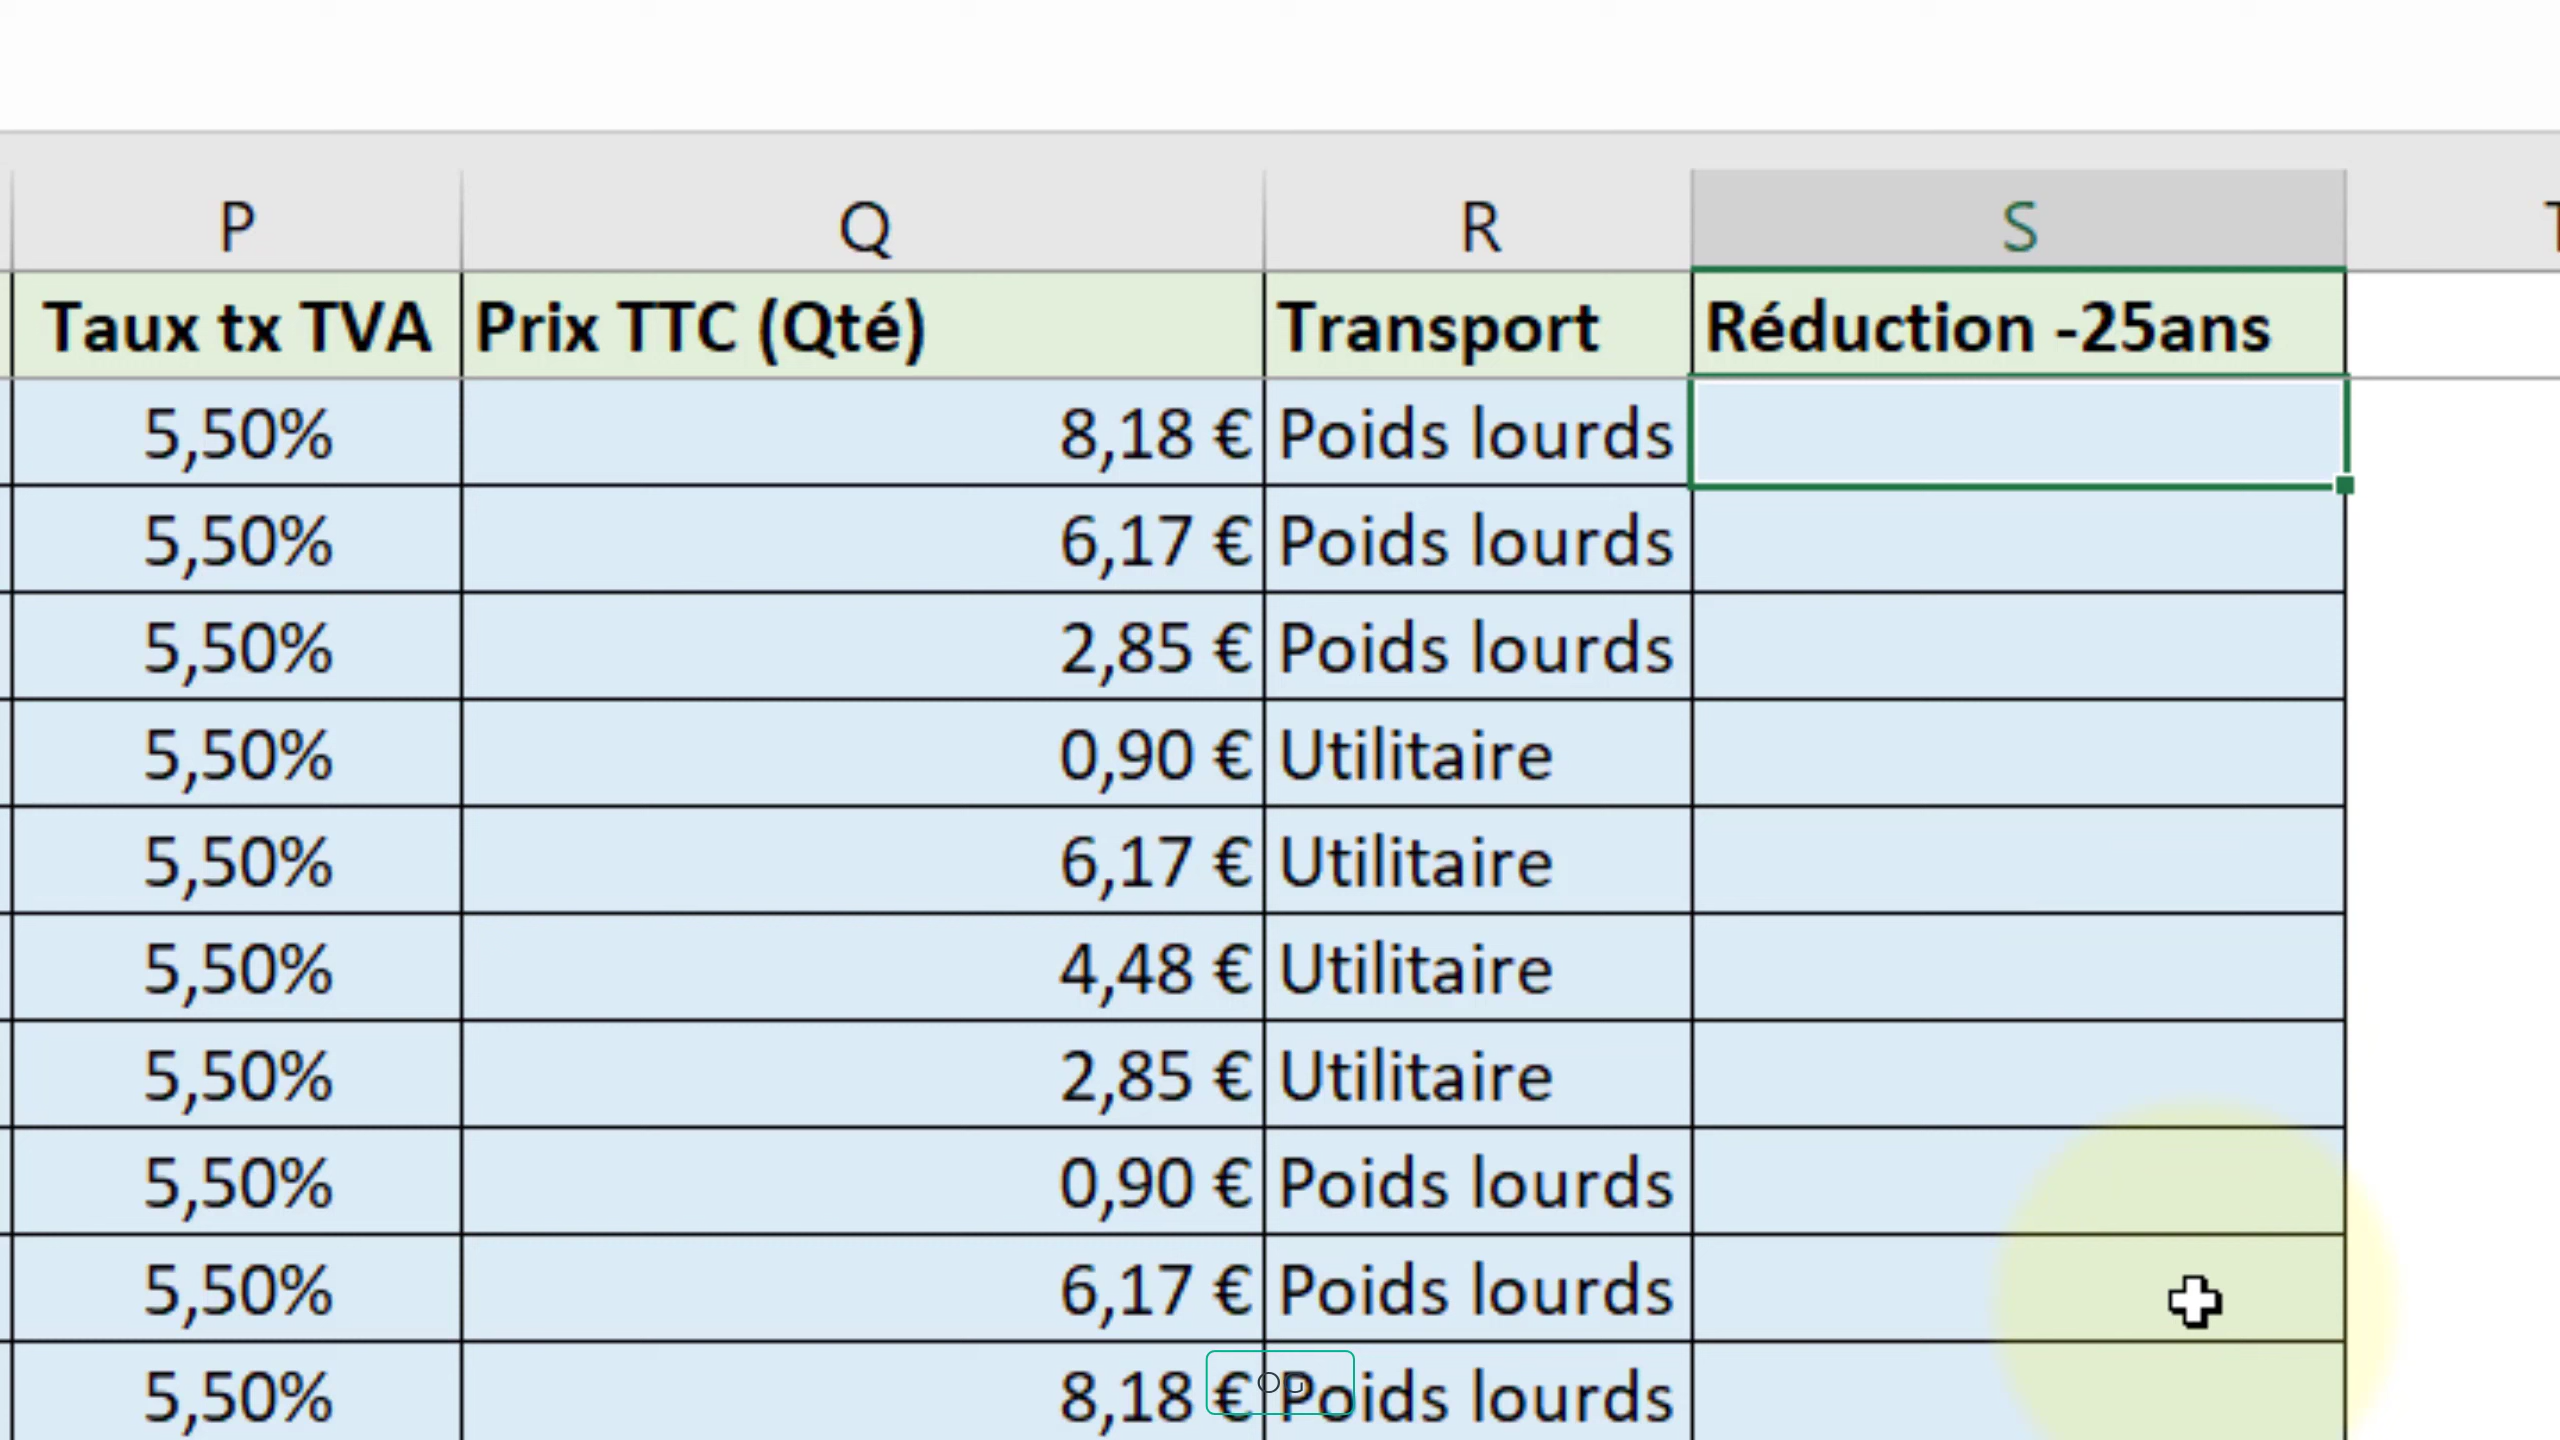 P Q R S T
Taux tx TVA Prix TTC (Qté) Transport Réduction -25ans
5,50% 8,18 € Poids lourds
5,50% 6,17 € Poids lourds
5,50% 2,85 € Poids lourds
5,50% 0,90 € Utilitaire
5,50% 6,17 € Utilitaire
5,50% 4,48 € Utilitaire
5,50% 2,85 € Utilitaire
5,50% 0,90 € Poids lourds
5,50% 6,17 € Poids lourds
5,50% 8,18 € Poids lourds